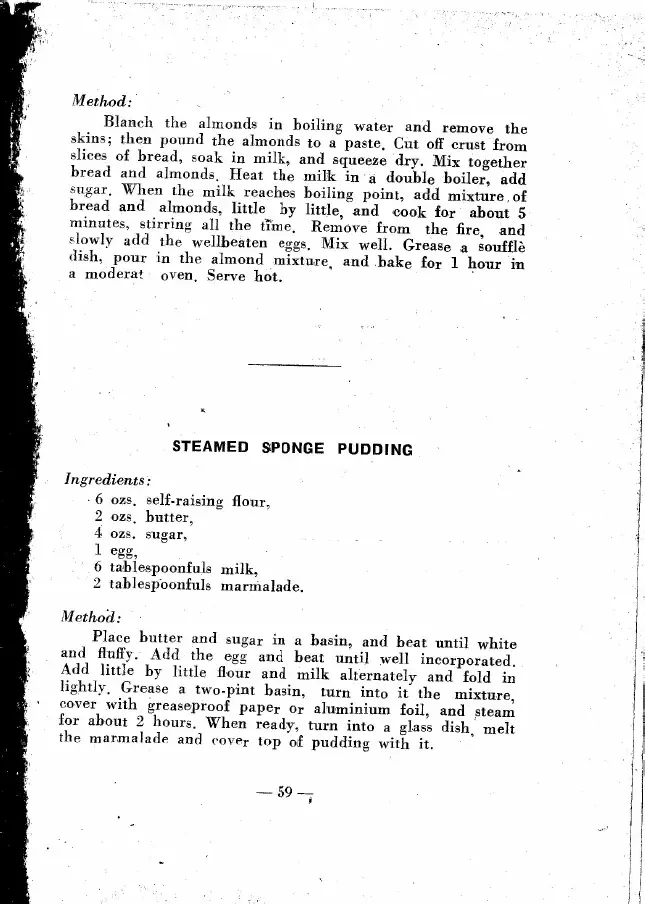 Method:
Blanch the almonds in boiling water and remove the
skins; then pound the almonds to a paste. Cut off crust from
slices of bread, soak in milk, and squeeze dry. Mix together
bread and almonds. Heat the milk in a double boiler, add
sugar. When the milk reaches boiling point, add mixture of
bread and almonds, little by little, and cook for about 5
minutes, stirring all the time. Remove from the fire, and
slowly add the wellbeaten eggs. Mix well. Grease a soufflè
dish, pour in the almond mixture, and bake for 1 hour in
a moderat oven. Serve hot.
STEAMED SPONGE PUDDING
Ingredients:
6 ozs. self-raising flour,
2 ozs. butter,
4 ozs. sugar,
1 egg,
6 tablespoonfuls milk,
2 tablespoonfuls marmalade.
Method:
Place butter and sugar in a basin, and beat until white
and fluffy. Add the egg and beat until well incorporated.
Add little by little flour and milk alternately and fold in
lightly. Grease a two-pint basin, turn into it the mixture,
cover with greaseproof paper or aluminium foil, and steam
for about 2 hours. When ready, turn into a glass dish, melt
the marmalade and cover top of pudding with it.
— 59 —